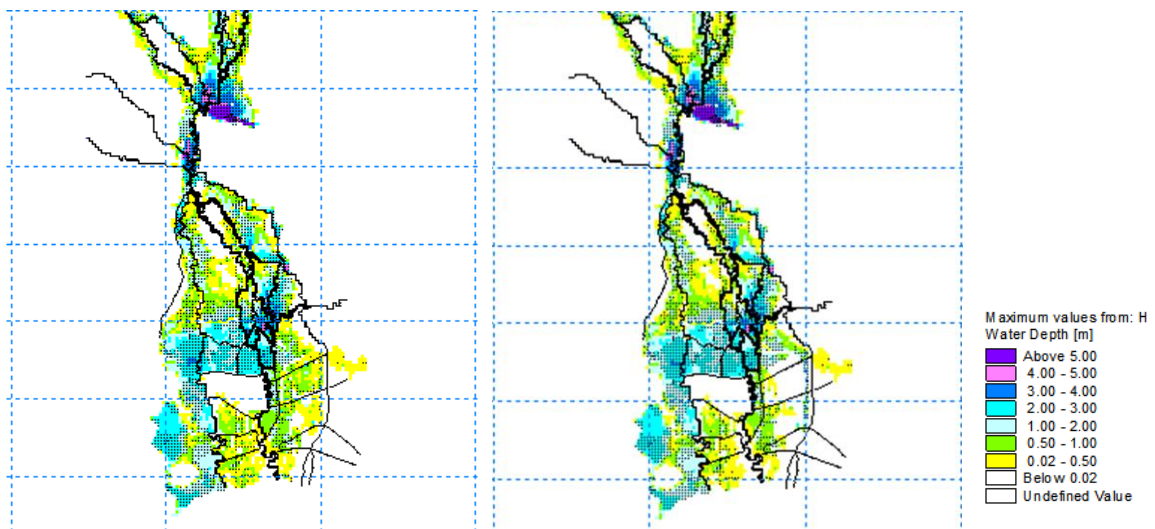 Maximum values from: H
Water Depth [m]
Above 5.00
4.00 - 5.00
3.00 - 4.00
2.00 - 3.00
1.00 - 2.00
0.50 - 1.00
0.02 - 0.50
Below 0.02
Undefined Value